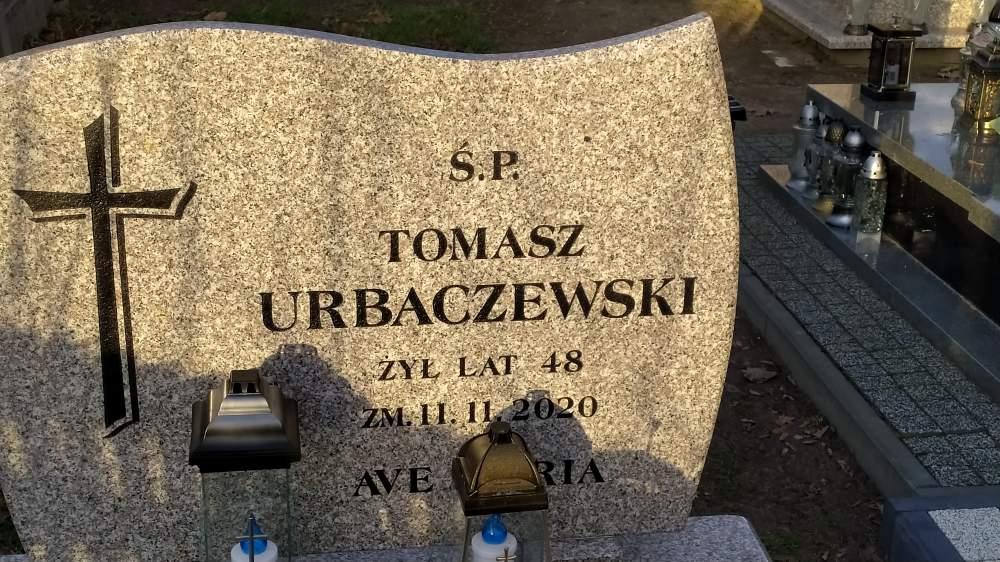 Ś.P.
TOMASZ
URBACZEWSKI
ŻYŁ LAT 48
ZM. 11. 11. 2020
AVE